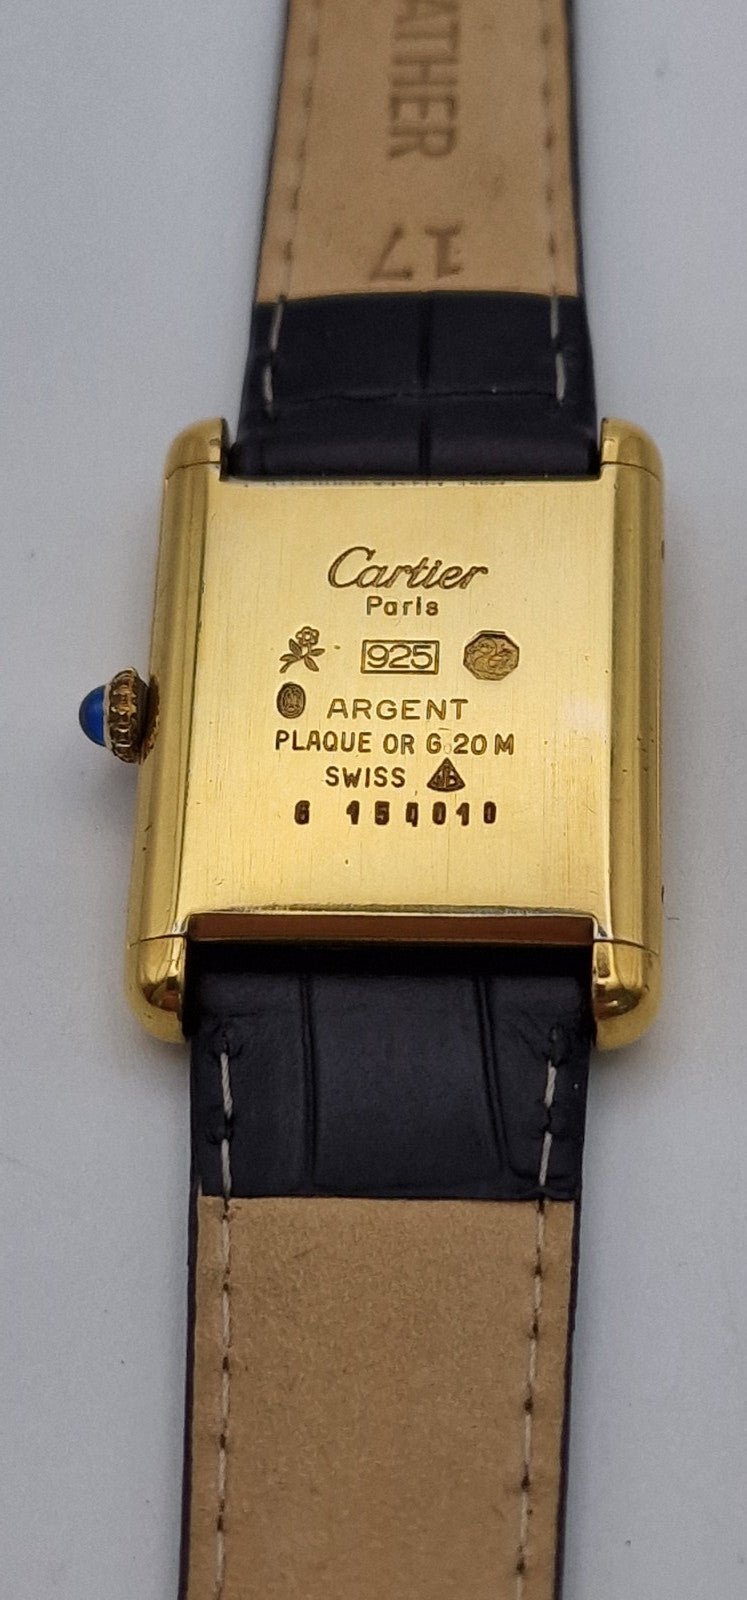 ATHER
17
Cartier
Paris
925
ARGENT
PLAQUE OR G 20 M
SWISS
6 154010